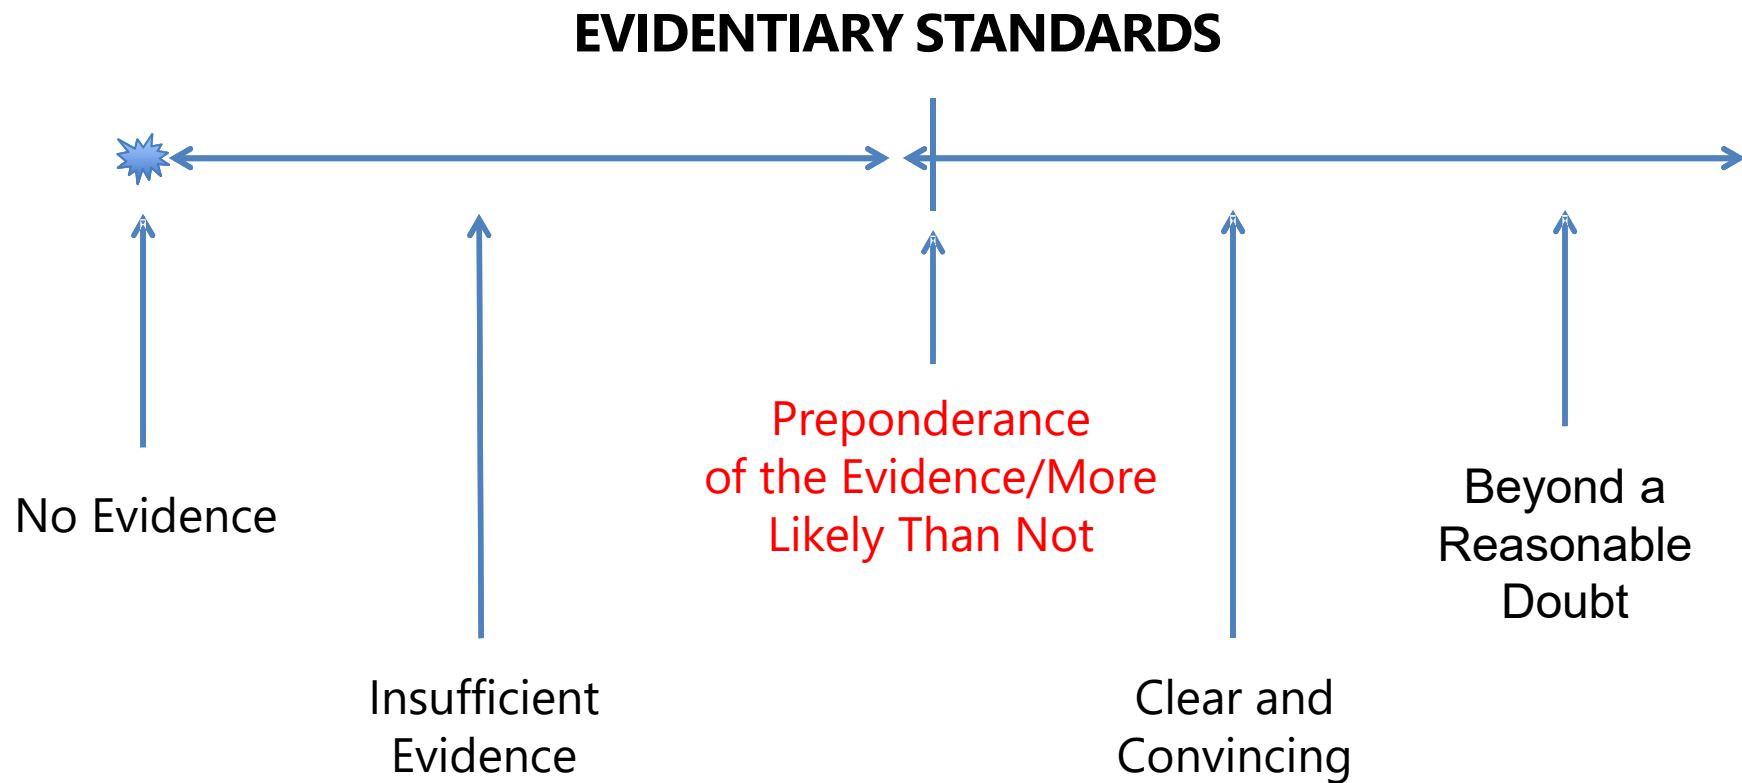 EVIDENTIARY STANDARDS
No Evidence
Insufficient
Evidence
Preponderance
of the Evidence/More
Likely Than Not
Clear and
Convincing
Beyond a
Reasonable
Doubt